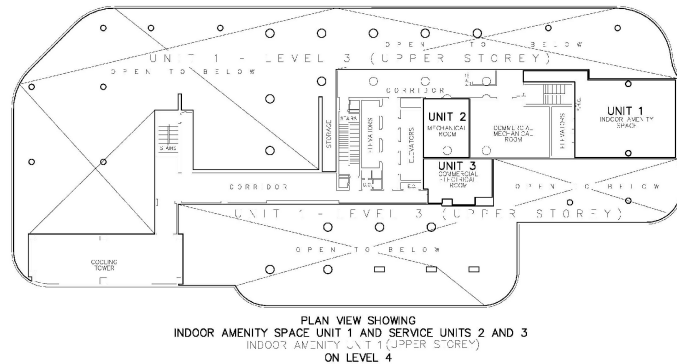 OPEN TO BELOW
UNIT 1 - LEVEL 3 (UPPER STOREY)
OPEN TO BELOW
CORRIDOR
UNIT 1
INDOOR AMENITY
SPACE
UNIT 2
MECHANICAL
ROOM
COMMERCIAL
MECHANICAL
ROOM
ELEVATORS
STORAGE
STAIRS
ELEVATORS
ELEVATORS
STAIRS
UNIT 3
COMMERCIAL
ELECTRICAL
ROOM
CORRIDOR
OPEN TO BELOW
UNIT 1 - LEVEL 3 (UPPER STOREY)
OPEN TO BELOW
COOLING
TOWER
PLAN VIEW SHOWING
INDOOR AMENITY SPACE UNIT 1 AND SERVICE UNITS 2 AND 3
INDOOR AMENITY UNIT 1 (UPPER STOREY)
ON LEVEL 4